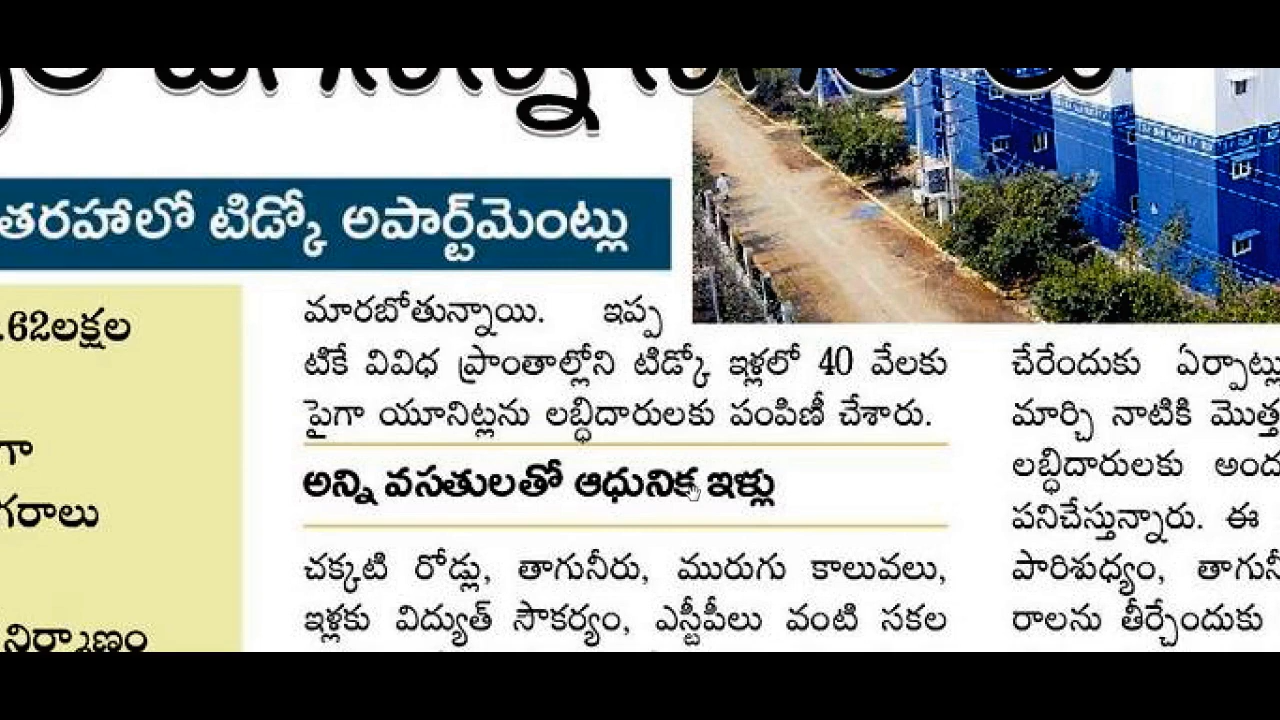 తరహాలో టిడ్కో అపార్ట్‌మెంట్లు
.62లక్షల
గా
గరాలు
నిర్మాణం
మారబోతున్నాయి. ఇప్ప
టికే వివిధ ప్రాంతాల్లోని టిడ్కో ఇళ్లలో 40 వేలకు
పైగా యూనిట్లను లబ్ధిదారులకు పంపిణీ చేశారు.
అన్ని వసతులతో ఆధునిక ఇళ్లు
చక్కటి రోడ్లు, తాగునీరు, మురుగు కాలువలు,
ఇళ్లకు విద్యుత్ సౌకర్యం, ఎస్టీపీలు వంటి సకల
చేరేందుకు ఏర్పాట్లు
మార్చి నాటికి మొత్త
లబ్ధిదారులకు అంద
పనిచేస్తున్నారు. ఈ
పారిశుధ్యం, తాగునీ
రాలను తీర్చేందుకు